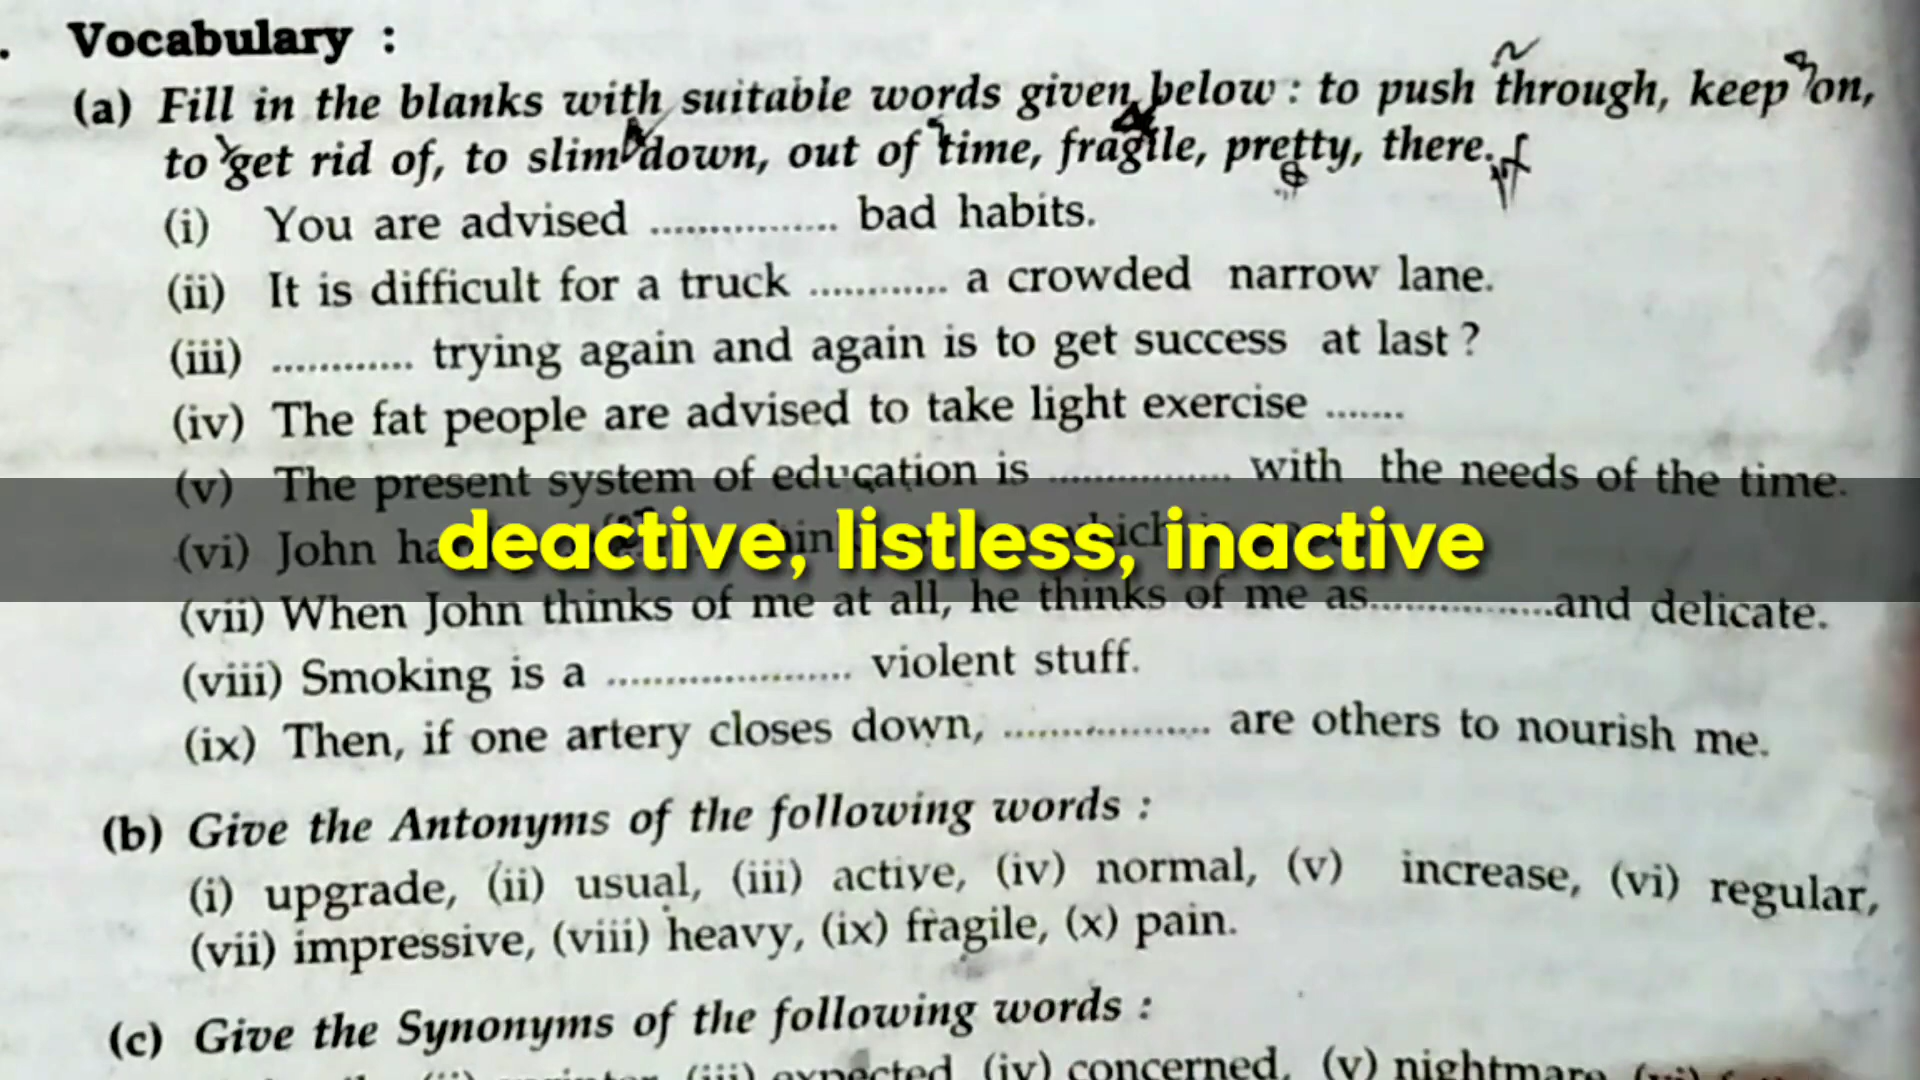 Vocabulary :
(a) Fill in the blanks with suitable words given below : to push through, keep on,
to get rid of, to slim down, out of time, fragile, pretty, there.
(i) You are advised ................ bad habits.
(ii) It is difficult for a truck ............ a crowded narrow lane.
(iii) ............ trying again and again is to get success at last ?
(iv) The fat people are advised to take light exercise .......
(v) The present system of education is ................ with the needs of the time.
(vi) John ha
deactive, listless, inactive
(vii) When John thinks of me at all, he thinks of me as................and delicate.
(viii) Smoking is a ..................... violent stuff.
(ix) Then, if one artery closes down, .................. are others to nourish me.
(b) Give the Antonyms of the following words :
(i) upgrade, (ii) usual, (iii) active, (iv) normal, (v) increase, (vi) regular,
(vii) impressive, (viii) heavy, (ix) fragile, (x) pain.
(c) Give the Synonyms of the following words :
(iii) expected (iv) concerned, (v) nightmare